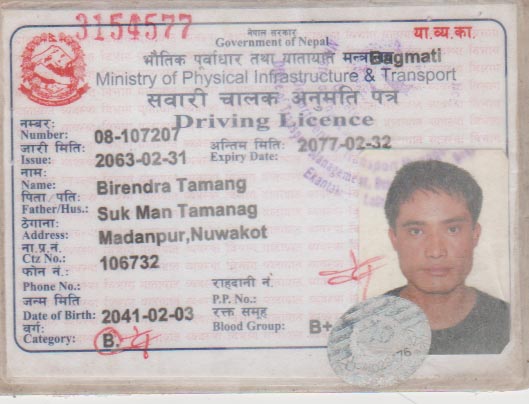 3154577
नेपाल सरकार
Government of Nepal
या.व्य.का.
भौतिक पूर्वाधार तथा यातायात मन्त्रालय Bagmati
Ministry of Physical Infrastructure & Transport
सवारी चालक अनुमति पत्र
Driving Licence
नम्बर:
Number: 08-107207
जारी मिति: अन्तिम मिति: 2077-02-32
Issue: 2063-02-31 Expiry Date:
नाम:
Name: Birendra Tamang
पिता पति:
Father/Hus.: Suk Man Tamanag
ठेगाना:
Address: Madanpur,Nuwakot
ना.प्र.नं.
Ctz No.: 106732
फोन नं.: राहदानी नं.
Phone No.: P.P. No.:
जन्म मिति रक्त समूह
Date of Birth: 2041-02-03
वर्ग: Blood Group: B+
Category: B.